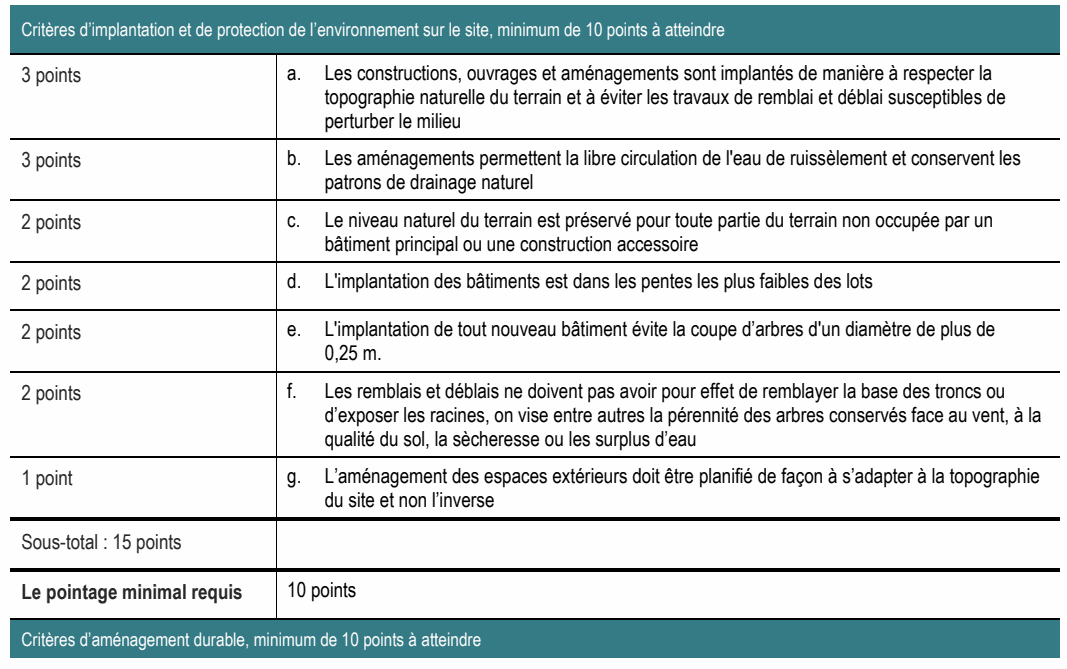 Critères d’implantation et de protection de l’environnement sur le site, minimum de 10 points à atteindre
3 points
a. Les constructions, ouvrages et aménagements sont implantés de manière à respecter la
topographie naturelle du terrain et à éviter les travaux de remblai et déblai susceptibles de
perturber le milieu
3 points
b. Les aménagements permettent la libre circulation de l'eau de ruissèlement et conservent les
patrons de drainage naturel
2 points
c. Le niveau naturel du terrain est préservé pour toute partie du terrain non occupée par un
bâtiment principal ou une construction accessoire
2 points
d. L'implantation des bâtiments est dans les pentes les plus faibles des lots
2 points
e. L'implantation de tout nouveau bâtiment évite la coupe d’arbres d'un diamètre de plus de
0,25 m.
2 points
f. Les remblais et déblais ne doivent pas avoir pour effet de remblayer la base des troncs ou
d’exposer les racines, on vise entre autres la pérennité des arbres conservés face au vent, à la
qualité du sol, la sècheresse ou les surplus d’eau
1 point
g. L’aménagement des espaces extérieurs doit être planifié de façon à s’adapter à la topographie
du site et non l’inverse
Sous-total : 15 points
Le pointage minimal requis
10 points
Critères d’aménagement durable, minimum de 10 points à atteindre